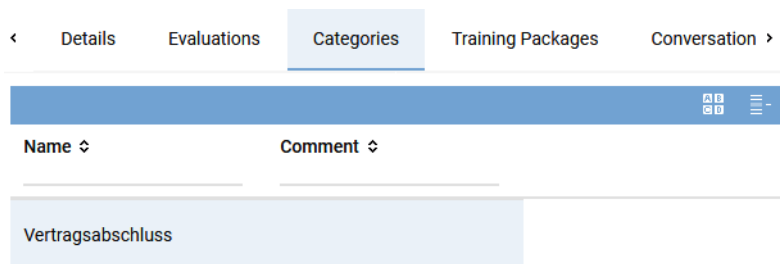 Details Evaluations Categories Training Packages Conversation
A B
C D
Name Comment
Vertragsabschluss